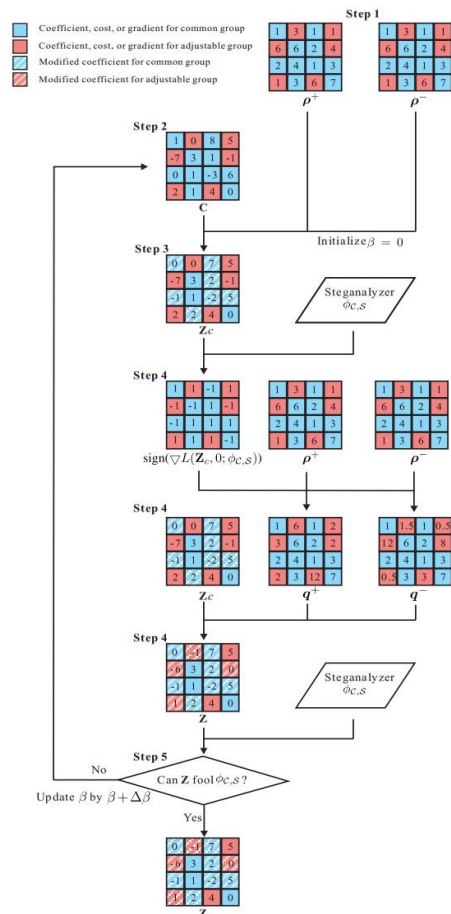 Coefficient, cost, or gradient for common group
Coefficient, cost, or gradient for adjustable group
Modified coefficient for common group
Modified coefficient for adjustable group
Step 1
1 3 1 1
6 6 2 4
2 4 1 3
1 3 6 7
ρ+
1 3 1 1
6 6 2 4
2 4 1 3
1 3 6 7
ρ−
Step 2
1 0 8 5
-7 3 1 -1
0 1 -3 6
2 1 4 0
C
Initialize β = 0
Step 3
0 0 7 5
-7 3 2 -1
-1 1 -2 5
2 2 4 0
Zc
Steganalyzer
ϕC,S
Step 4
1 1 -1 1
-1 1 1 -1
-1 1 1 1
1 1 1 -1
sign(▽L(Zc, 0; ϕC,S))
1 3 1 1
6 6 2 4
2 4 1 3
1 3 6 7
ρ+
1 3 1 1
6 6 2 4
2 4 1 3
1 3 6 7
ρ−
Step 4
0 0 7 5
-7 3 2 -1
-1 1 -2 5
2 2 4 0
Zc
1 6 1 2
3 6 2 2
2 4 1 3
2 3 12 7
q+
1 1.5 1 0.5
12 6 2 8
2 4 1 3
0.5 3 3 7
q−
Step 4
0 -1 7 5
-6 3 2 0
-1 1 -2 5
1 2 4 0
Z
Steganalyzer
ϕC,S
Step 5
No
Can Z fool ϕC,S?
Update β by β + Δβ
Yes
0 -1 7 5
-6 3 2 0
-1 1 -2 5
1 2 4 0
Z